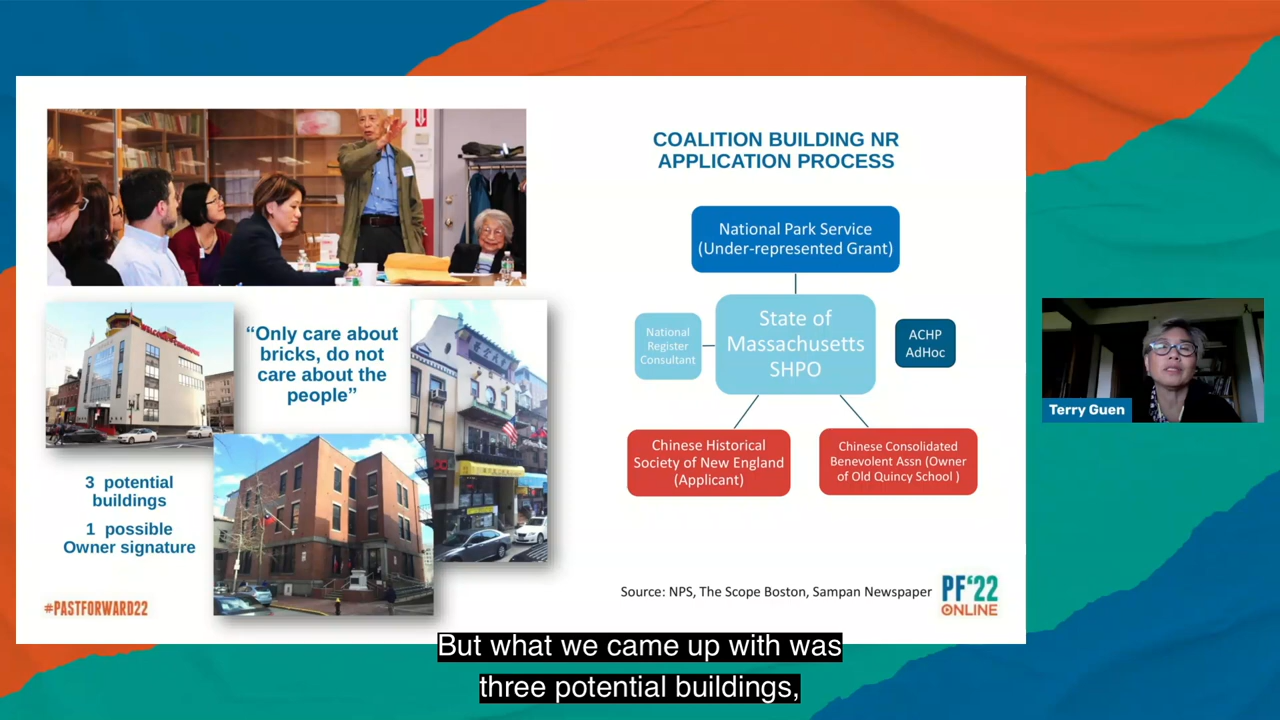 COALITION BUILDING NR
APPLICATION PROCESS
National Park Service
(Under-represented Grant)
National
Register
Consultant
State of
Massachusetts
SHPO
ACHP
AdHoc
Chinese Historical
Society of New England
(Applicant)
Chinese Consolidated
Benevolent Assn (Owner
of Old Quincy School )
“Only care about
bricks, do not
care about the
people”
3 potential
buildings
1 possible
Owner signature
#PASTFORWARD22
Source: NPS, The Scope Boston, Sampan Newspaper
PF‘22
ONLINE
Terry Guen
But what we came up with was
three potential buildings,